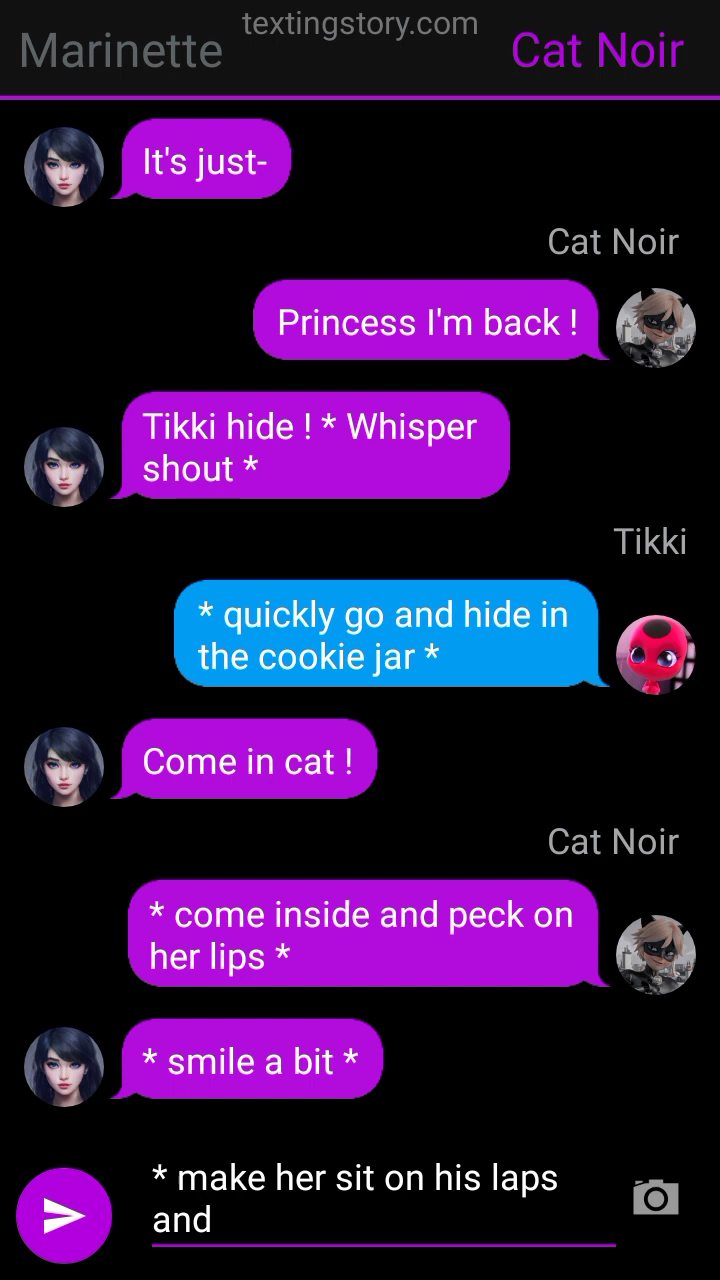 textingstory.com
Marinette
Cat Noir
It's just-
Cat Noir
Princess I'm back !
Tikki hide ! * Whisper
shout *
Tikki
* quickly go and hide in
the cookie jar *
Come in cat !
Cat Noir
* come inside and peck on
her lips *
* smile a bit *
* make her sit on his laps
and